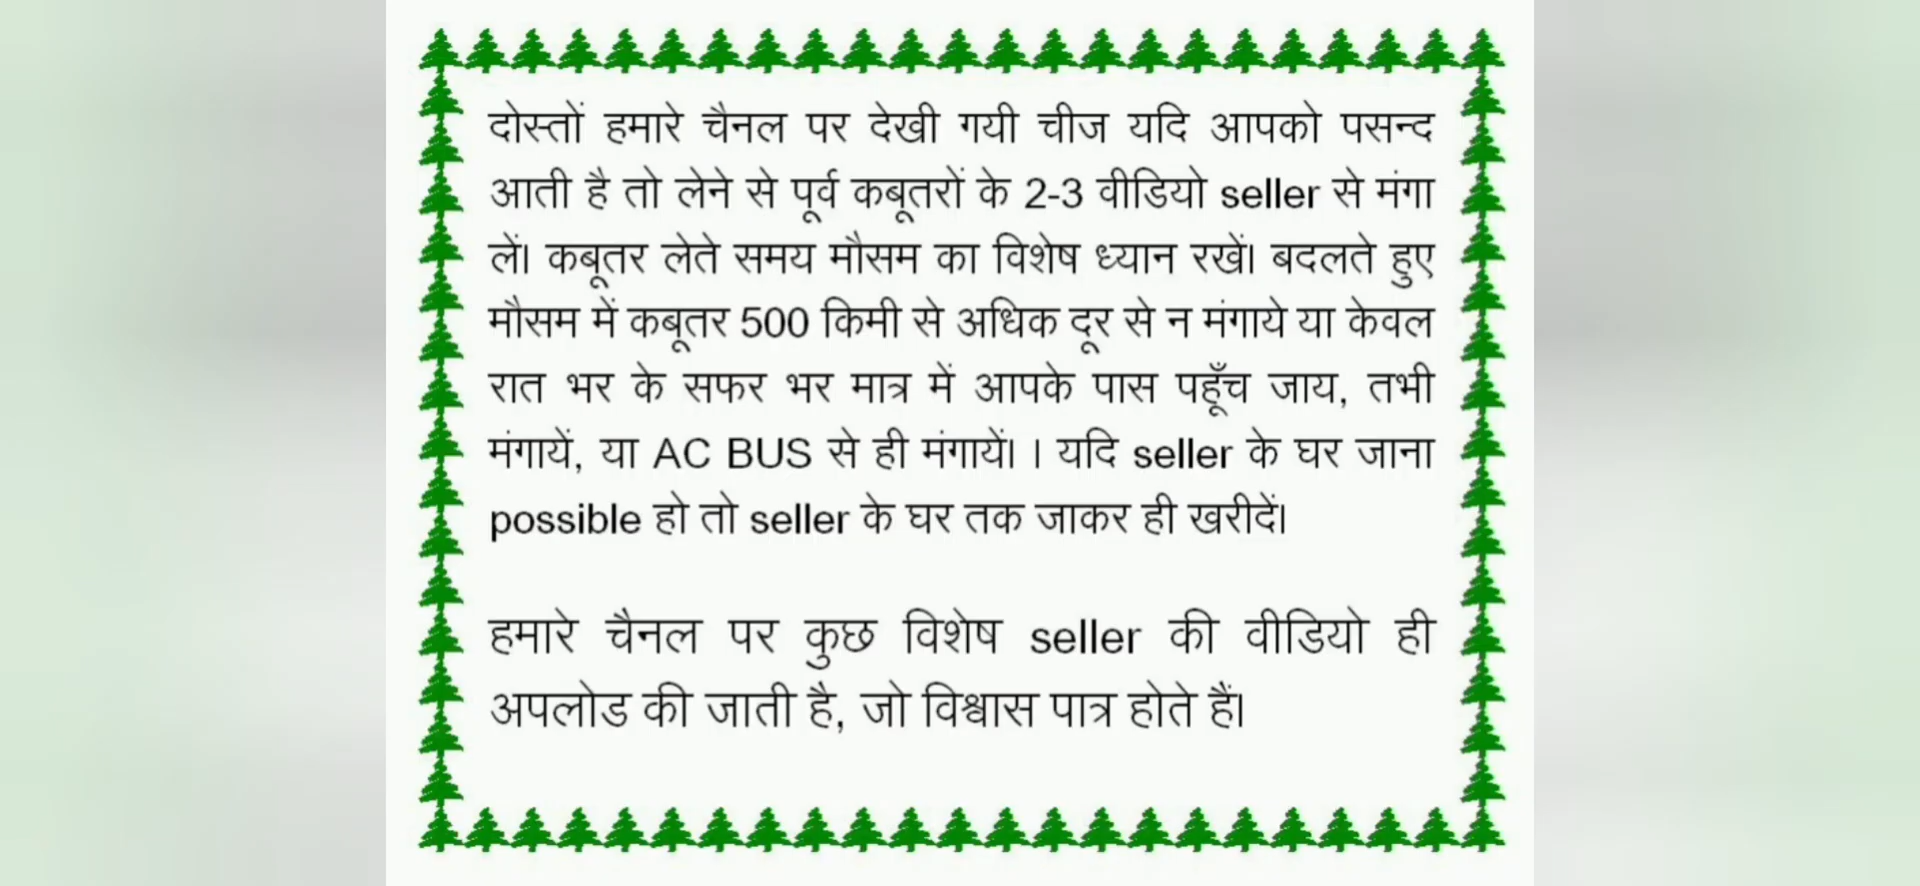 दोस्तों हमारे चैनल पर देखी गयी चीज यदि आपको पसन्द
आती है तो लेने से पूर्व कबूतरों के 2-3 वीडियो seller से मंगा
लें। कबूतर लेते समय मौसम का विशेष ध्यान रखें। बदलते हुए
मौसम में कबूतर 500 किमी से अधिक दूर से न मंगाये या केवल
रात भर के सफर भर मात्र में आपके पास पहूँच जाय, तभी
मंगायें, या AC BUS से ही मंगायें। । यदि seller के घर जाना
possible हो तो seller के घर तक जाकर ही खरीदें।
हमारे चैनल पर कुछ विशेष seller की वीडियो ही
अपलोड की जाती है, जो विश्वास पात्र होते हैं।